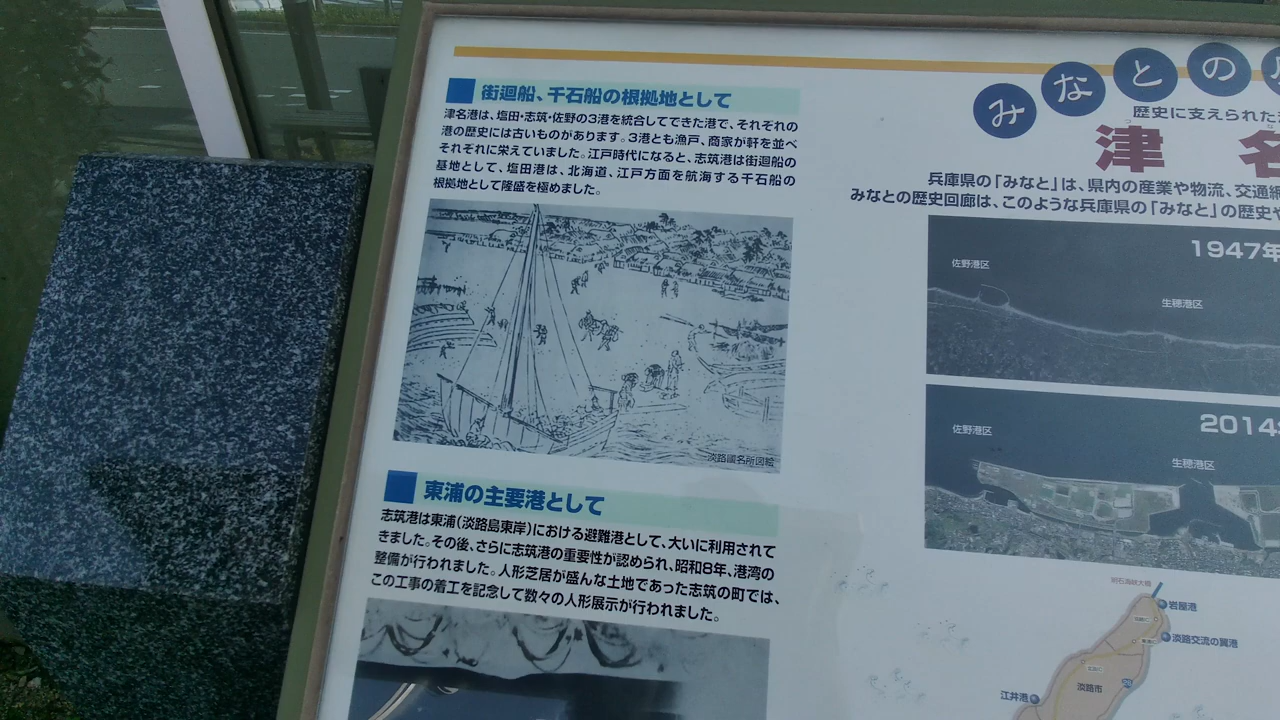 街迴船、千石船の根拠地として
津名港は、塩田・志筑・佐野の3港を統合してできた港で、それぞれの
港の歴史には古いものがあります。3港とも漁戸、商家が軒を並べ
それぞれに栄えていました。江戸時代になると、志筑港は街迴船の
基地として、塩田港は、北海道、江戸方面を航海する千石船の
根拠地として隆盛を極めました。
淡路國名所図絵
東浦の主要港として
志筑港は東浦(淡路島東岸)における避難港として、大いに利用されて
きました。その後、さらに志筑港の重要性が認められ、昭和8年、港湾の
整備が行われました。人形芝居が盛んな土地であった志筑の町では、
この工事の着工を記念して数々の人形展示が行われました。
みなとの
歴史に支えられた
津名
兵庫県の「みなと」は、県内の産業や物流、交通網
みなとの歴史回廊は、このような兵庫県の「みなと」の歴史や
1947年
佐野港区
生穂港区
2014
佐野港区
生穂港区
明石海峡大橋
岩屋港
淡路交流の翼港
淡路市
28
江井港